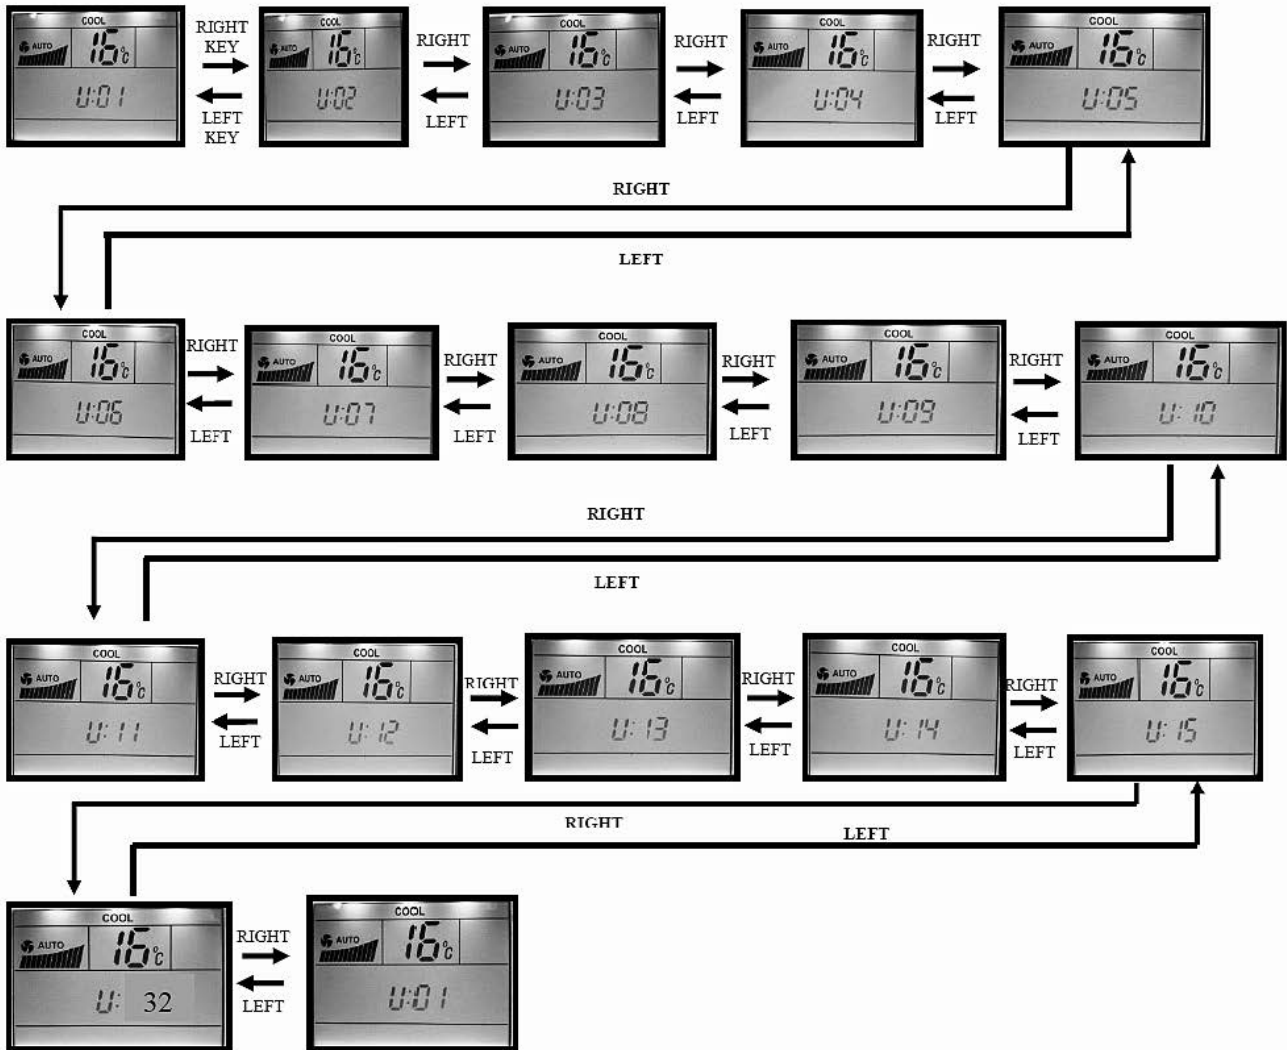 COOL
AUTO 16°C
U:01
RIGHT
KEY
LEFT
KEY
COOL
AUTO 16°C
U:02
RIGHT
LEFT
COOL
AUTO 16°C
U:03
RIGHT
LEFT
COOL
AUTO 16°C
U:04
RIGHT
LEFT
COOL
AUTO 16°C
U:05
RIGHT
LEFT
COOL
AUTO 16°C
U:06
RIGHT
LEFT
COOL
AUTO 16°C
U:07
RIGHT
LEFT
COOL
AUTO 16°C
U:08
RIGHT
LEFT
COOL
AUTO 16°C
U:09
RIGHT
LEFT
COOL
AUTO 16°C
U:10
RIGHT
LEFT
COOL
AUTO 16°C
U:11
RIGHT
LEFT
COOL
AUTO 16°C
U:12
RIGHT
LEFT
COOL
AUTO 16°C
U:13
RIGHT
LEFT
COOL
AUTO 16°C
U:14
RIGHT
LEFT
COOL
AUTO 16°C
U:15
RIGHT
LEFT
COOL
AUTO 16°C
U: 32
RIGHT
LEFT
COOL
AUTO 16°C
U:01